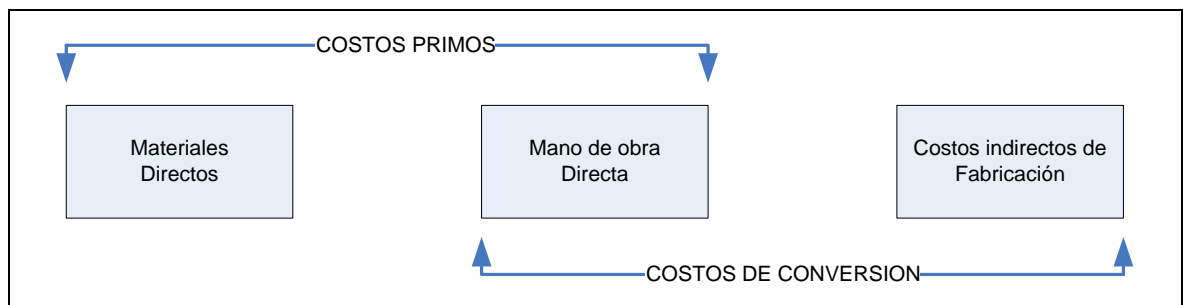 COSTOS PRIMOS
Materiales
Directos
Mano de obra
Directa
Costos indirectos de
Fabricación
COSTOS DE CONVERSION